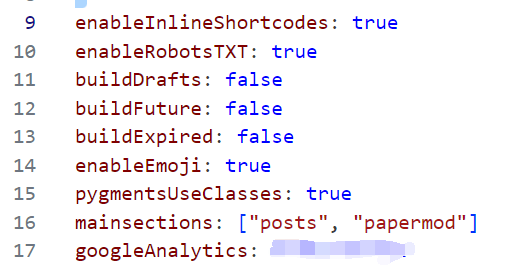 9 enableInlineShortcodes: true
10 enableRobotsTXT: true
11 buildDrafts: false
12 buildFuture: false
13 buildExpired: false
14 enableEmoji: true
15 pygmentsUseClasses: true
16 mainsections: ["posts", "papermod"]
17 googleAnalytics: